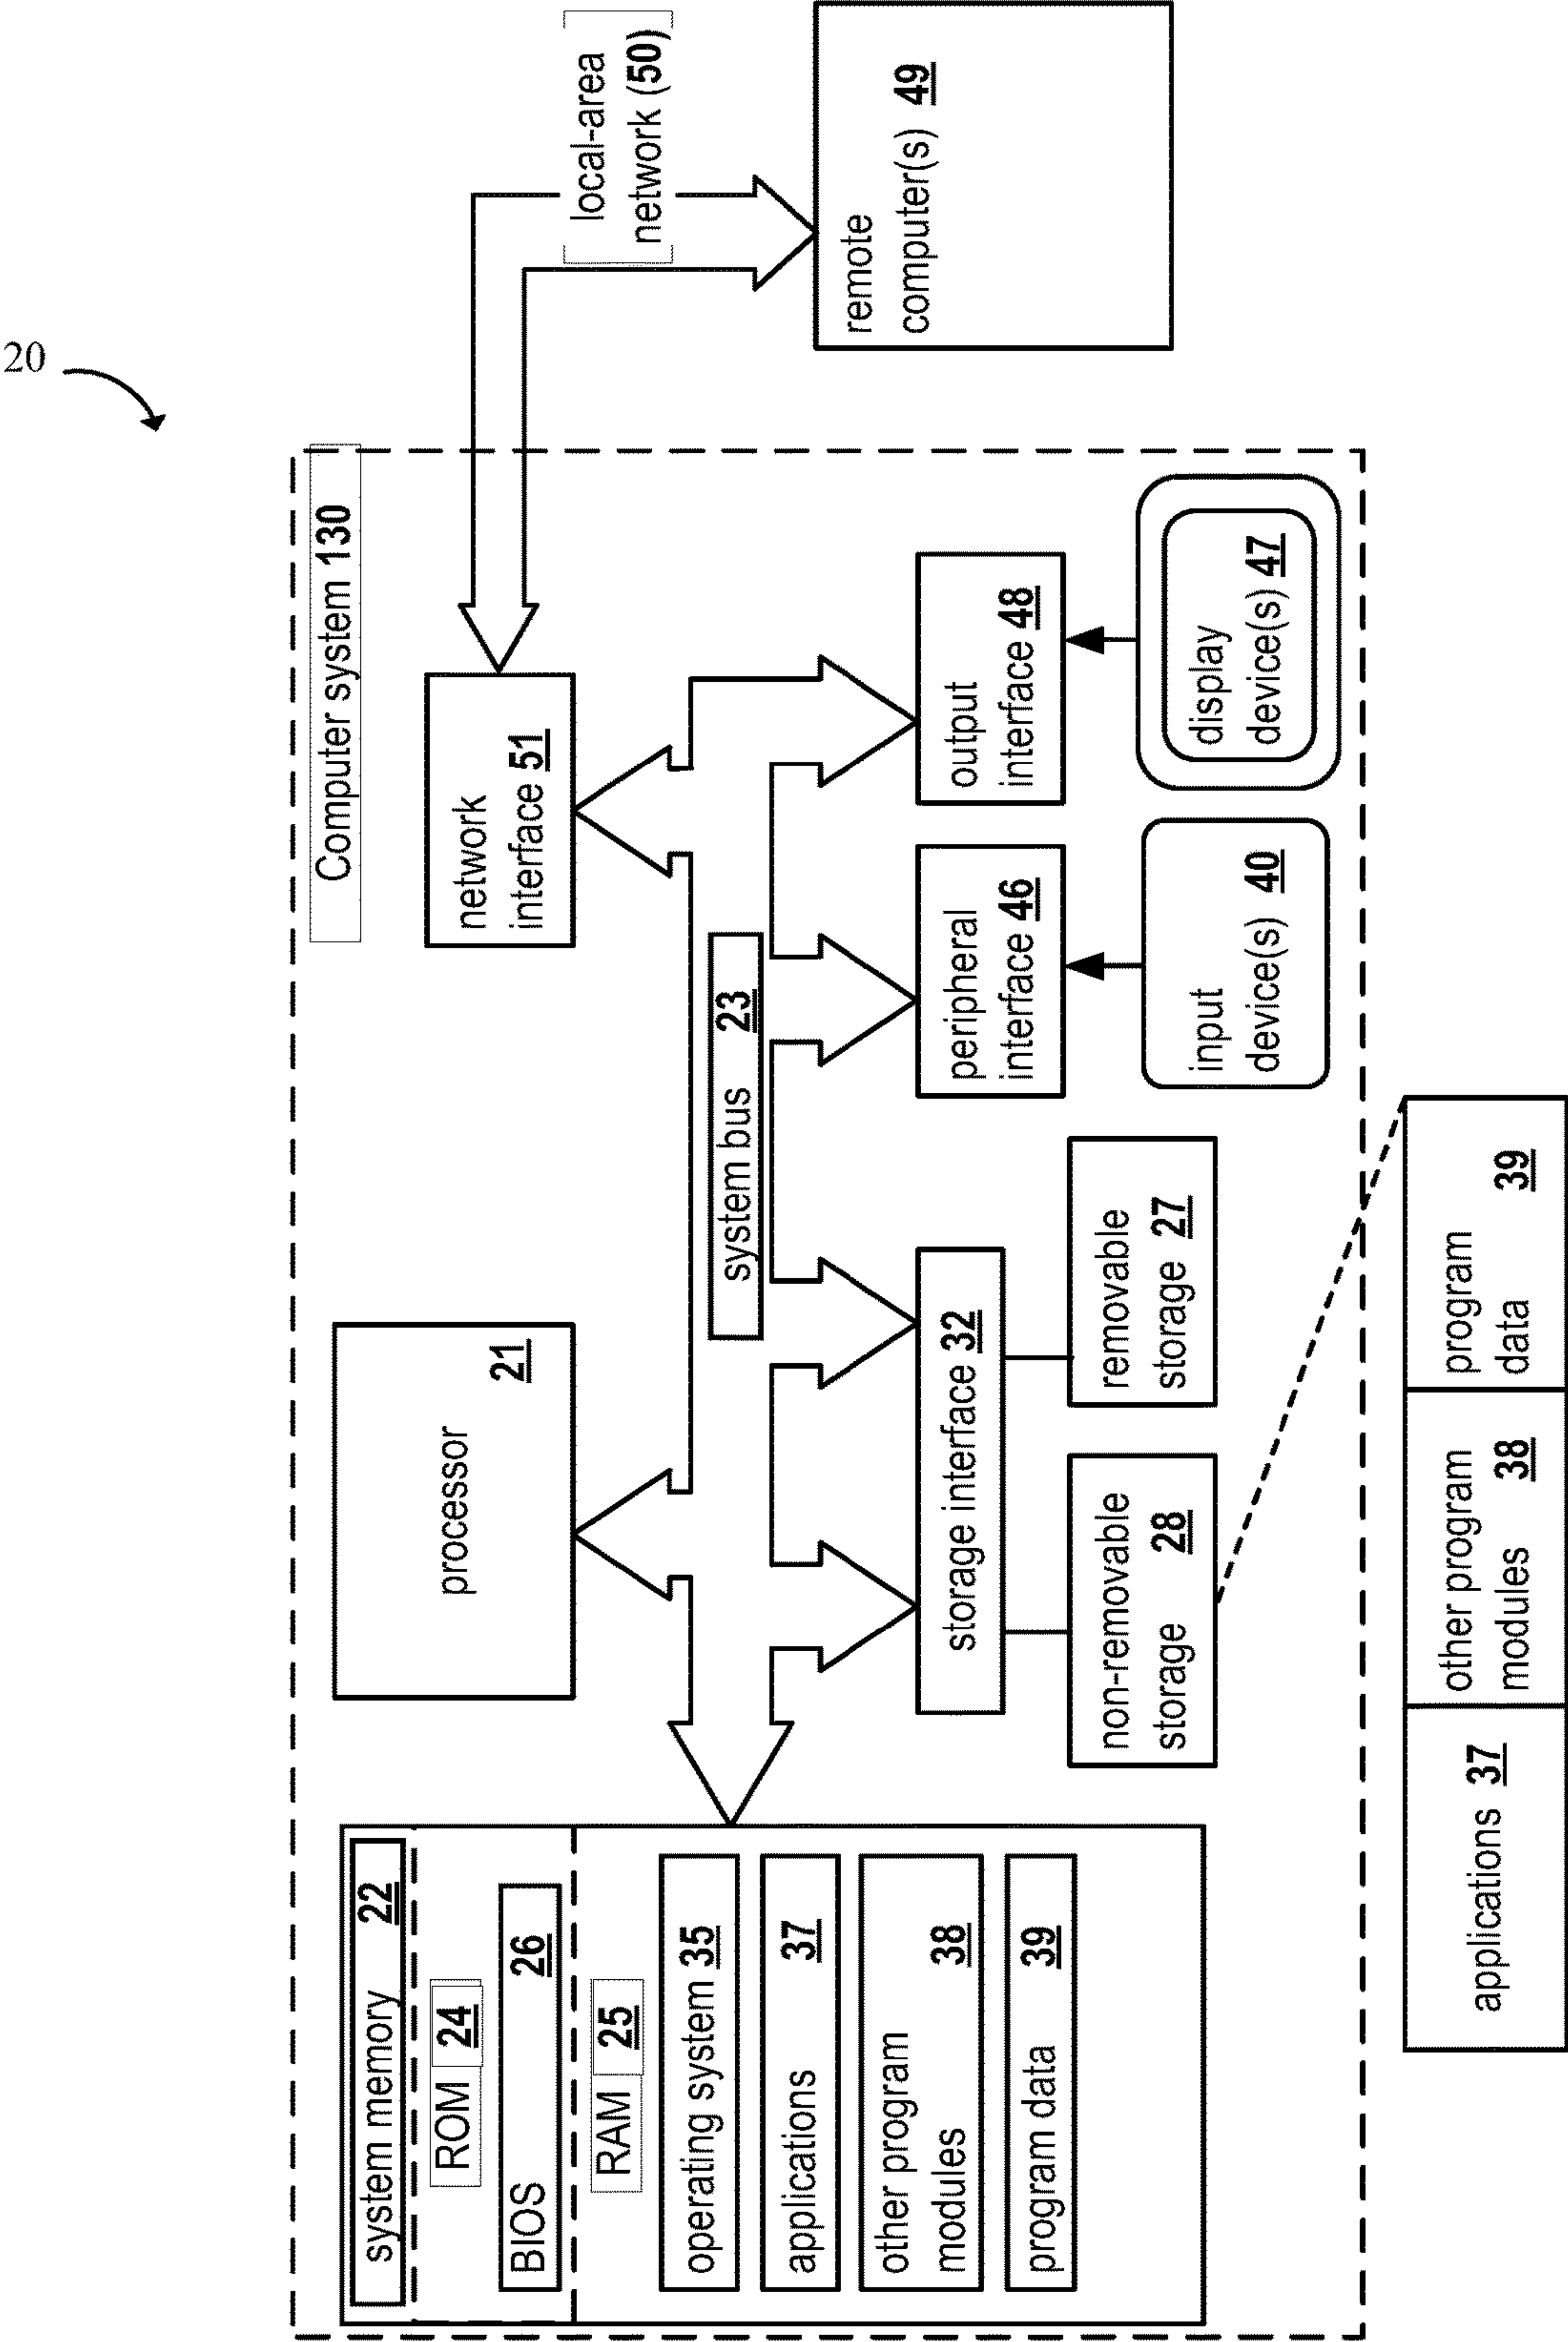 20
Computer system 130
system memory 22
ROM 24
BIOS 26
RAM 25
operating system 35
applications 37
other program
modules 38
program data 39
processor
21
network
interface 51
local-area
network (50)
system bus 23
storage interface 32
non-removable
storage 28
removable
storage 27
peripheral
interface 46
output
interface 48
input
device(s) 40
display
device(s) 47
remote
computer(s) 49
applications 37
other program
modules 38
program
data 39